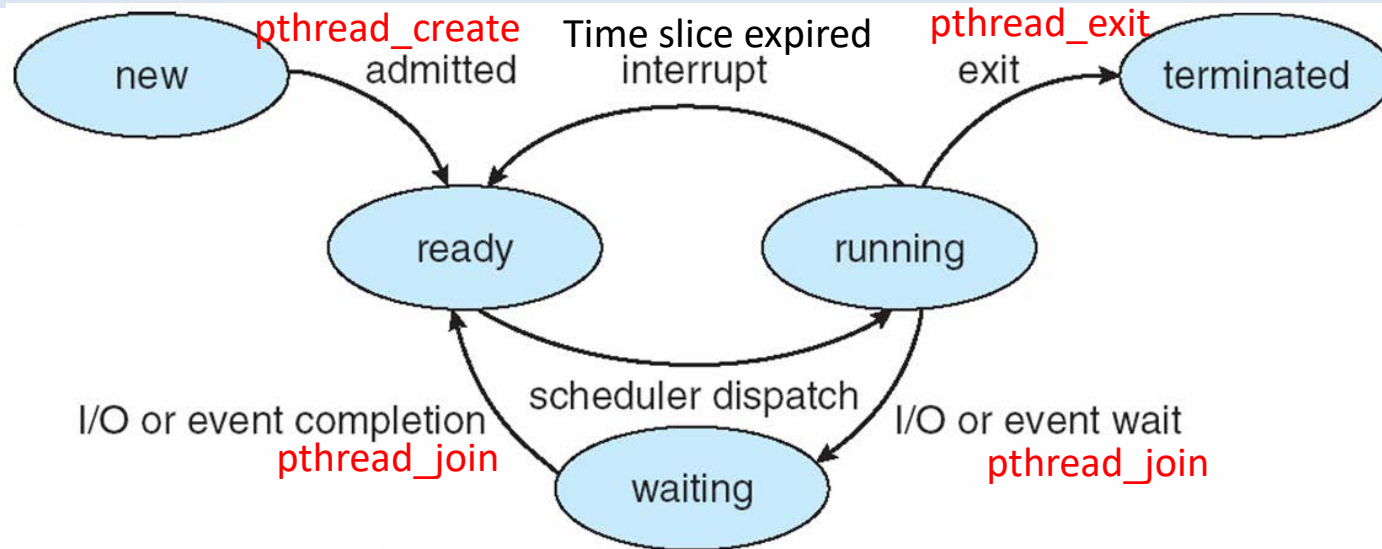 pthread_create
Time slice expired
pthread_exit
new
admitted
interrupt
exit
terminated
ready
running
scheduler dispatch
I/O or event completion
pthread_join
I/O or event wait
pthread_join
waiting